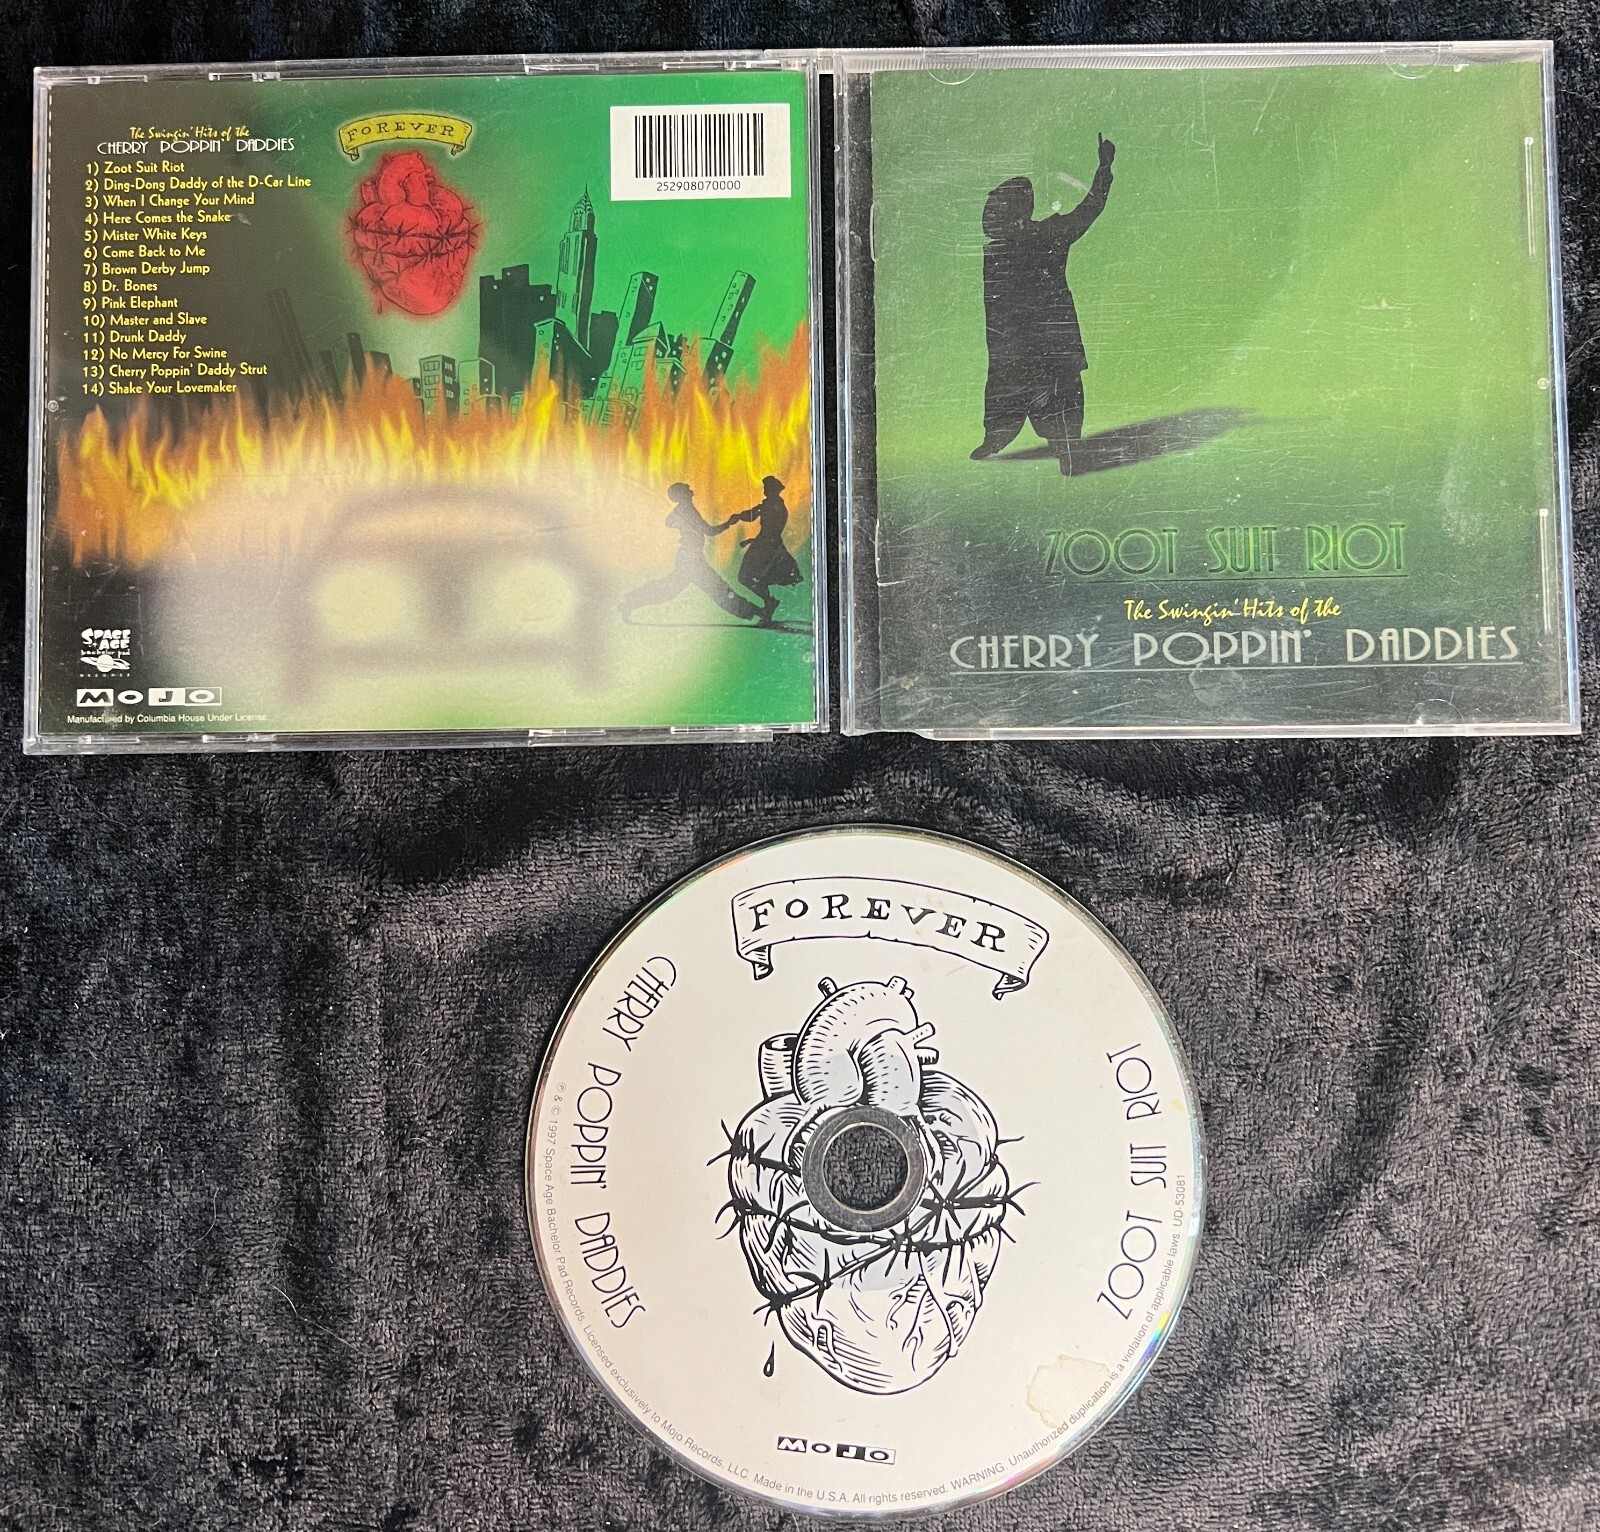 The Swingin' Hits of the
CHERRY POPPIN' DADDIES
1) Zoot Suit Riot
2) Ding-Dong Daddy of the D-Car Line
3) When I Change Your Mind
4) Here Comes the Snake
5) Mister White Keys
6) Come Back to Me
7) Brown Derby Jump
8) Dr. Bones
9) Pink Elephant
10) Master and Slave
11) Drunk Daddy
12) No Mercy For Swine
13) Cherry Poppin' Daddy Strut
14) Shake Your Lovemaker
FOREVER
252908070000
SPACE
AGE
bachelor pad
RECORDS
MOJO
Manufactured by Columbia House Under License...
ZOOT SUIT RIOT
The Swingin' Hits of the
CHERRY POPPIN' DADDIES
FOREVER
CHERRY POPPIN' DADDIES
ZOOT SUIT RIOT
MOJO
℗ & © 1997 Space Age Bachelor Pad Records. Licensed exclusively to Mojo Records, LLC. Made in the U.S.A. All rights reserved. WARNING: Unauthorized duplication is a violation of applicable laws. UD-53081